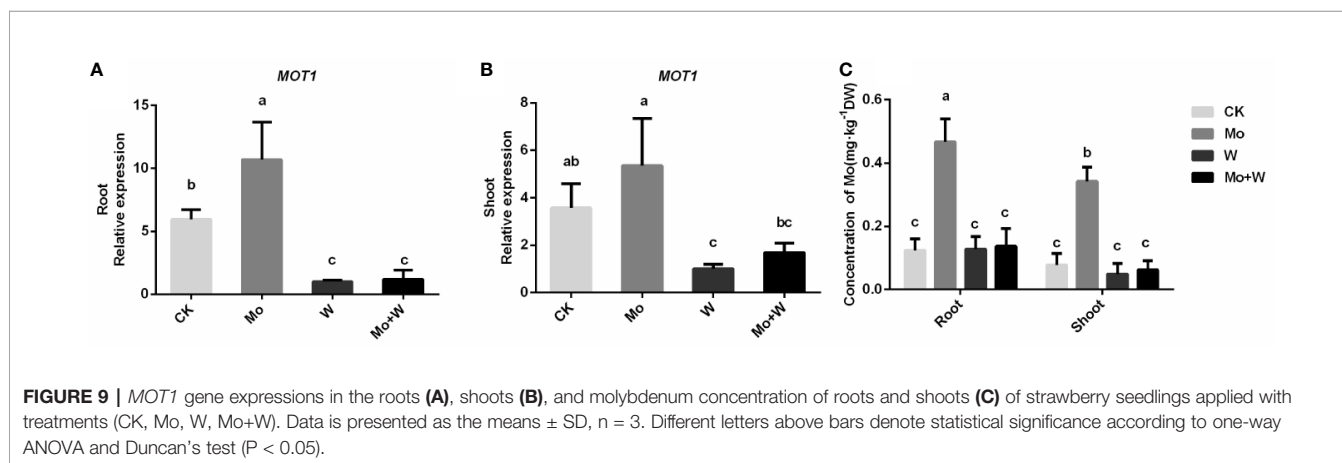 A
MOT1
Root
Relative expression
15
10
5
0
b
a
c
c
CK
Mo
W
Mo+W
B
MOT1
Shoot
Relative expression
8
6
4
2
0
ab
a
c
bc
CK
Mo
W
Mo+W
C
Concentration of Mo(mg·kg⁻¹DW)
0.6
0.4
0.2
0.0
c
a
c
c
c
b
c
c
Root
Shoot
CK
Mo
W
Mo+W
FIGURE 9 | MOT1 gene expressions in the roots (A), shoots (B), and molybdenum concentration of roots and shoots (C) of strawberry seedlings applied with
treatments (CK, Mo, W, Mo+W). Data is presented as the means ± SD, n = 3. Different letters above bars denote statistical significance according to one-way
ANOVA and Duncan’s test (P < 0.05).